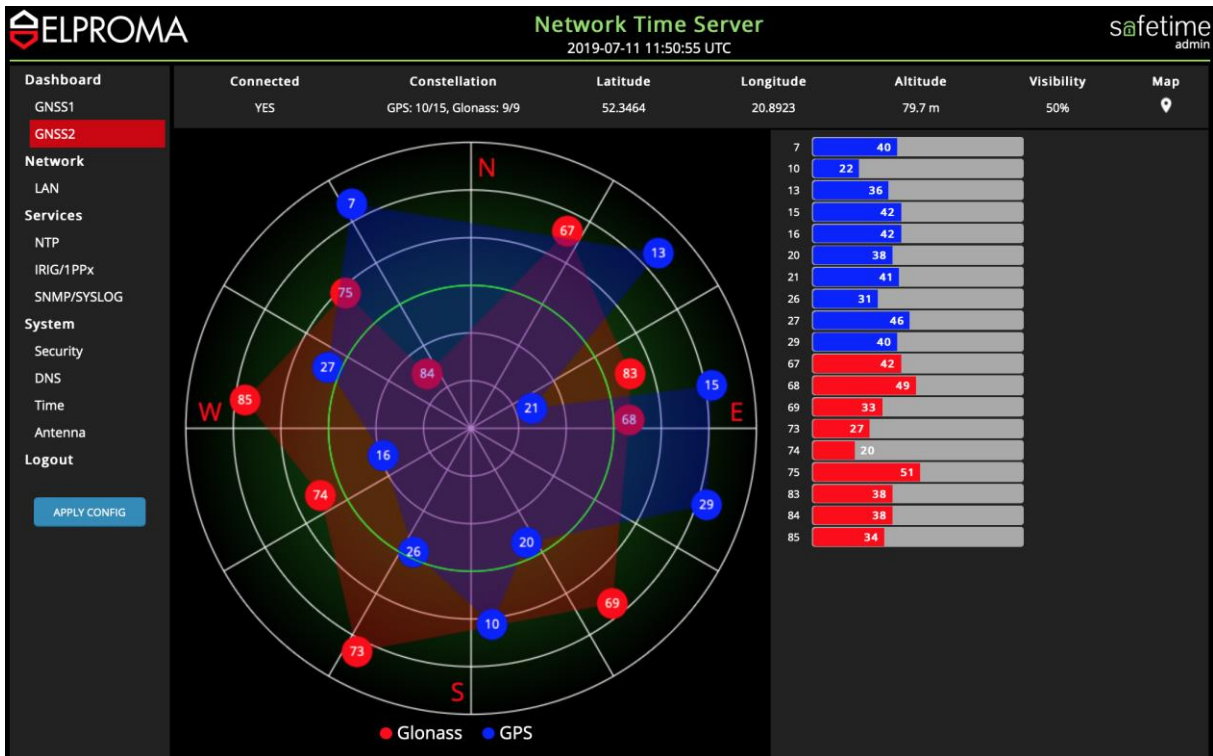 ELPROMA
Network Time Server
2019-07-11 11:50:55 UTC
safetime
admin
Dashboard
GNSS1
GNSS2
Network
LAN
Services
NTP
IRIG/1PPx
SNMP/SYSLOG
System
Security
DNS
Time
Antenna
Logout
APPLY CONFIG
Connected Constellation Latitude Longitude Altitude Visibility Map
YES GPS: 10/15, Glonass: 9/9 52.3464 20.8923 79.7 m 50%
N
7
67
13
75
27
84
83
15
85
21
W
68
E
16
74
29
26
20
69
10
73
S
Glonass GPS
7 40
10 22
13 36
15 42
16 42
20 38
21 41
26 31
27 46
29 40
67 42
68 49
69 33
73 27
74 20
75 51
83 38
84 38
85 34